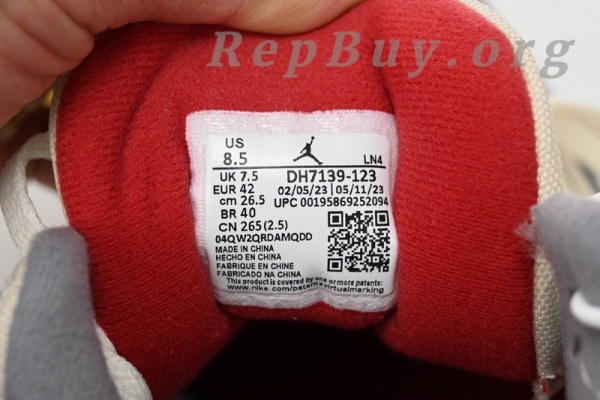 RepBuy.org
US
8.5
LN4
UK 7.5 DH7139-123
EUR 42 02/05/23 | 05/11/23
cm 26.5 UPC 00195869252094
BR 40
CN 265(2.5)
04QW2QRDAMQDD
MADE IN CHINA
HECHO EN CHINA
FABRIQUE EN CHINE
FABRICADO NA CHINA
This product is covered by one or more patents:
www.nike.com/patentsvirtualmarking